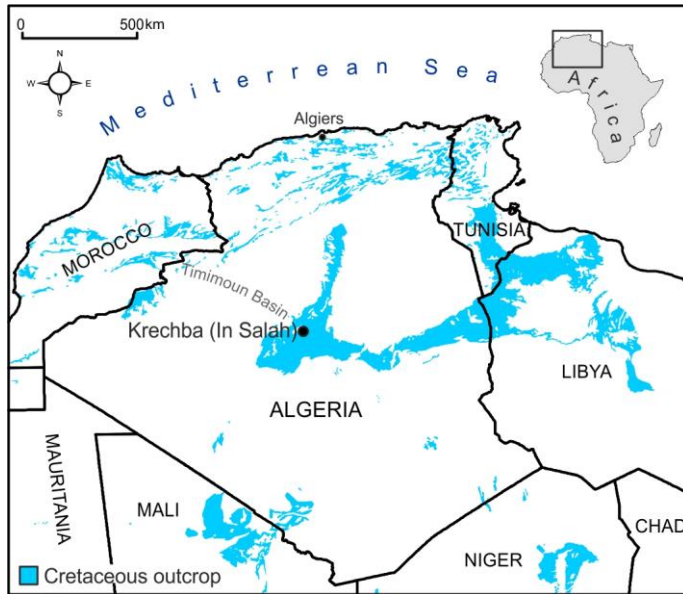 0 500km
N
W E
S
Mediterrean Sea
Africa
Algiers
TUNISIA
MOROCCO
Timimoun Basin
Krechba (In Salah)
LIBYA
ALGERIA
MAURITANIA
MALI
CHAD
NIGER
Cretaceous outcrop